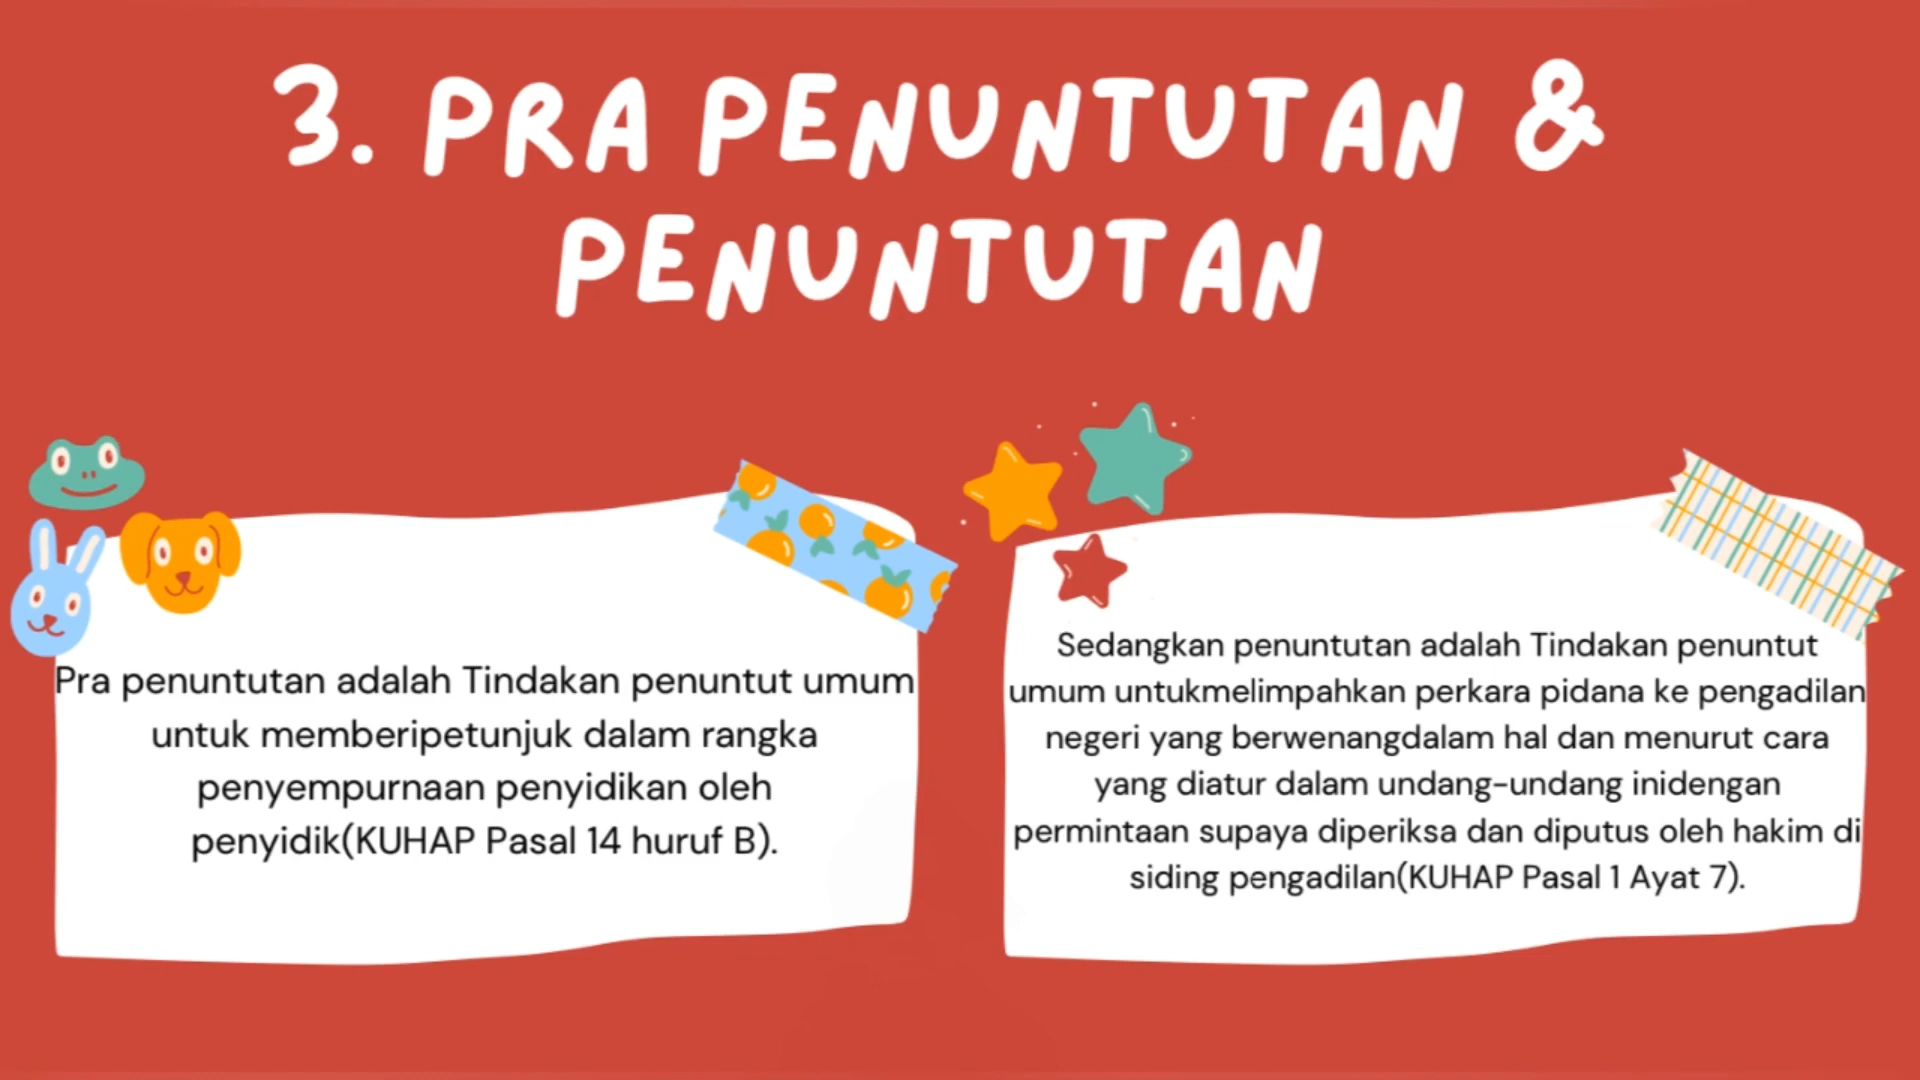 3. PRA PENUNTUTAN &
PENUNTUTAN
Pra penuntutan adalah Tindakan penuntut umum
untuk memberipetunjuk dalam rangka
penyempurnaan penyidikan oleh
penyidik(KUHAP Pasal 14 huruf B).
Sedangkan penuntutan adalah Tindakan penuntut
umum untukmelimpahkan perkara pidana ke pengadilan
negeri yang berwenangdalam hal dan menurut cara
yang diatur dalam undang-undang inidengan
permintaan supaya diperiksa dan diputus oleh hakim di
siding pengadilan(KUHAP Pasal 1 Ayat 7).